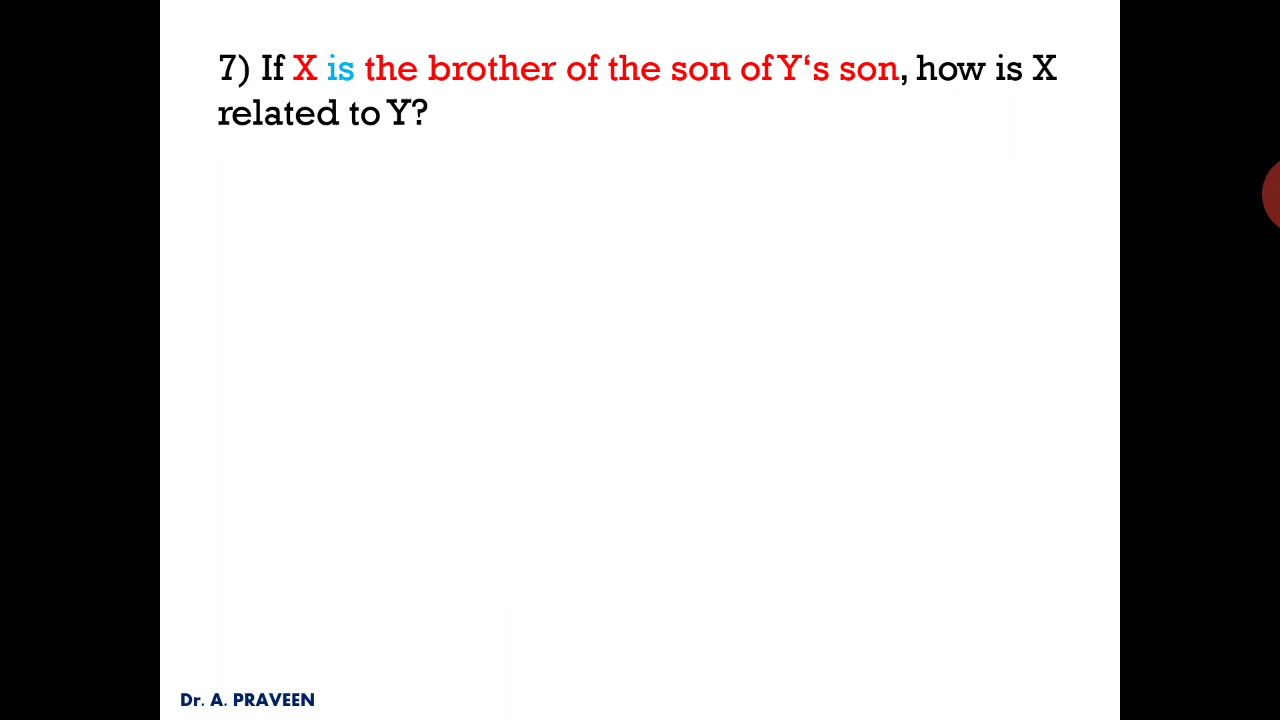 7) If X is the brother of the son of Y‘s son, how is X
related to Y?
Dr. A. PRAVEEN